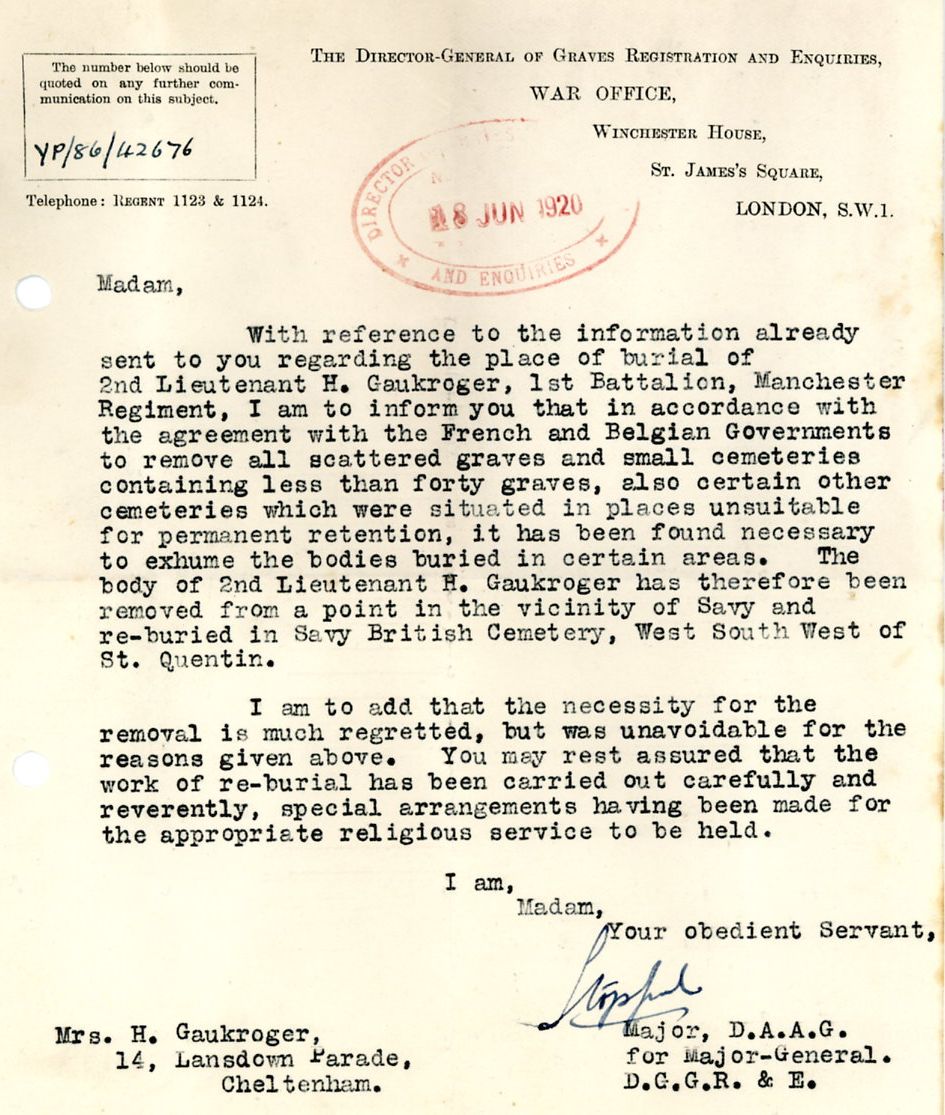 The number below should be
quoted on any further com-
munication on this subject.
YP/86/42676
Telephone: REGENT 1123 & 1124.
THE DIRECTOR-GENERAL OF GRAVES REGISTRATION AND ENQUIRIES,
WAR OFFICE,
WINCHESTER HOUSE,
ST. JAMES'S SQUARE,
LONDON, S.W.1.
DIRECTOR
18 JUN 1920
AND ENQUIRIES
Madam,
With reference to the information already
sent to you regarding the place of burial of
2nd Lieutenant H. Gaukroger, 1st Battalion, Manchester
Regiment, I am to inform you that in accordance with
the agreement with the French and Belgian Governments
to remove all scattered graves and small cemeteries
containing less than forty graves, also certain other
cemeteries which were situated in places unsuitable
for permanent retention, it has been found necessary
to exhume the bodies buried in certain areas. The
body of 2nd Lieutenant H. Gaukroger has therefore been
removed from a point in the vicinity of Savy and
re-buried in Savy British Cemetery, West South West of
St. Quentin.
I am to add that the necessity for the
removal is much regretted, but was unavoidable for the
reasons given above. You may rest assured that the
work of re-burial has been carried out carefully and
reverently, special arrangements having been made for
the appropriate religious service to be held.
I am,
Madam,
Your obedient Servant,
Major, D.A.A.G.
for Major-General.
D.G.G.R. & E.
Mrs. H. Gaukroger,
14, Lansdown Parade,
Cheltenham.